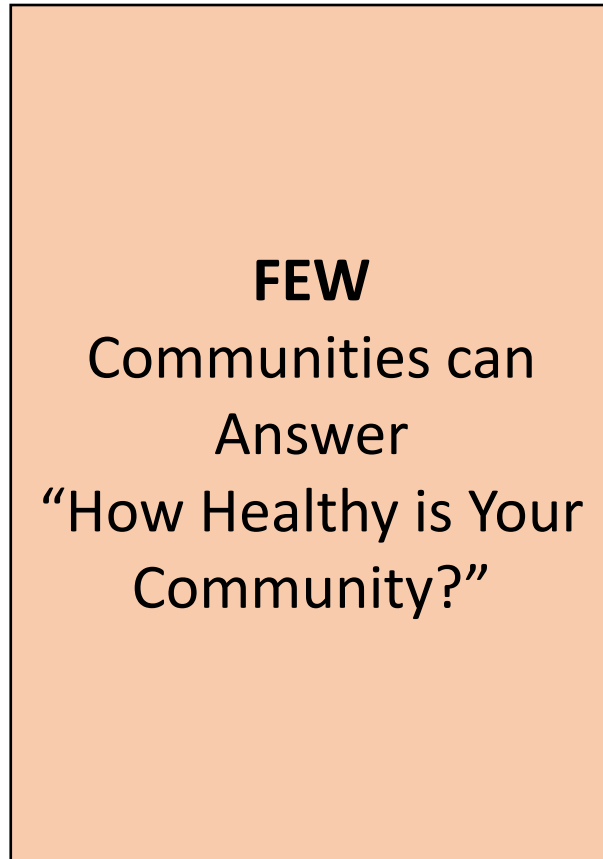 FEW
Communities can
Answer
“How Healthy is Your
Community?”